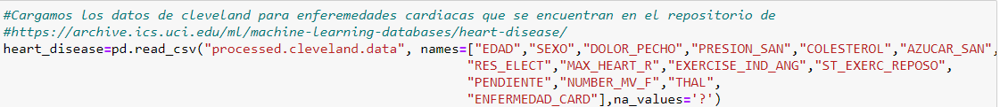 #Cargamos los datos de cleveland para enferemedades cardiacas que se encuentran en el repositorio de
#https://archive.ics.uci.edu/ml/machine-learning-databases/heart-disease/
heart_disease=pd.read_csv("processed.cleveland.data", names=["EDAD","SEXO","DOLOR_PECHO","PRESION_SAN","COLESTEROL","AZUCAR_SAN",
"RES_ELECT","MAX_HEART_R","EXERCISE_IND_ANG","ST_EXERC_REPOSO",
"PENDIENTE","NUMBER_MV_F","THAL",
"ENFERMEDAD_CARD"],na_values='?')